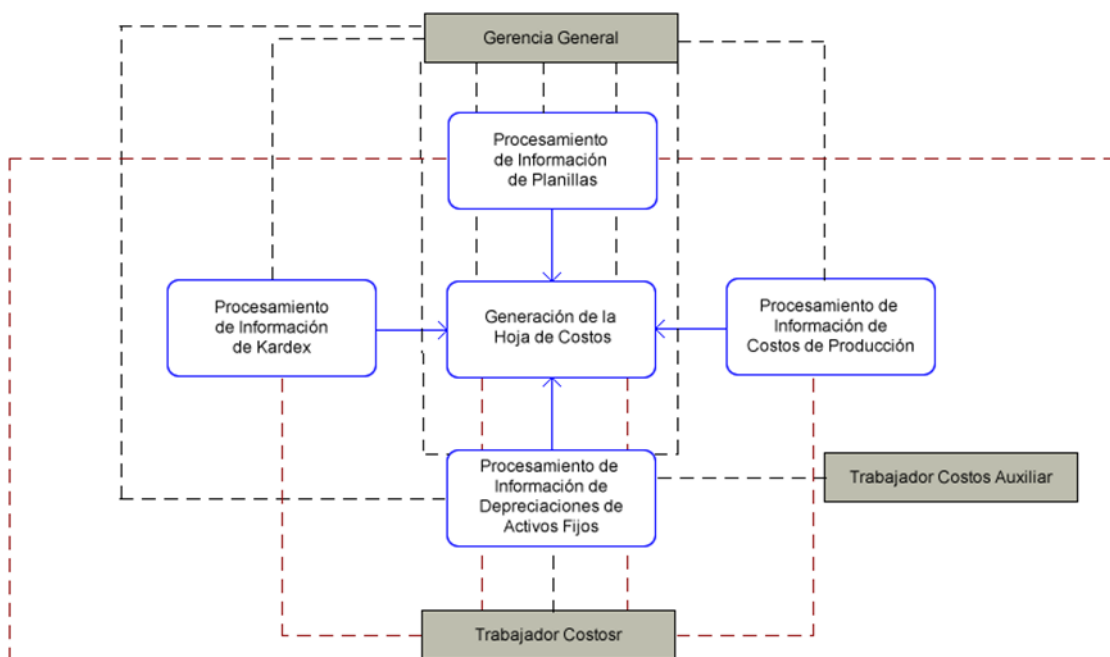 Gerencia General
Procesamiento
de Información
de Planillas
Procesamiento
de Información
de Kardex
Generación de la
Hoja de Costos
Procesamiento de
Información de
Costos de Producción
Procesamiento de
Información de
Depreciaciones de
Activos Fijos
Trabajador Costos Auxiliar
Trabajador Costosr